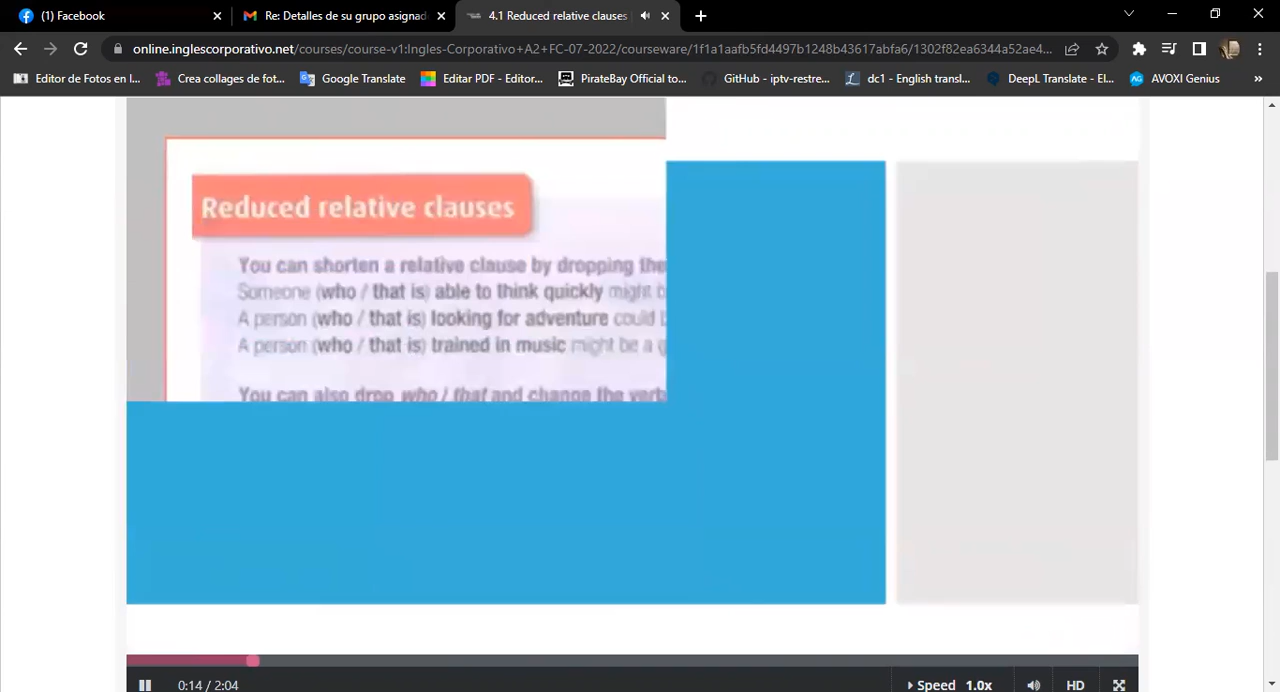 (1) Facebook
Re: Detalles de su grupo asignad
4.1 Reduced relative clauses
online.inglescorporativo.net/courses/course-v1:Ingles-Corporativo+A2+FC-07-2022/courseware/1f1a1aafb5fd4497b1248b43617abfa6/1302f82ea6344a52ae4...
Editor de Fotos en l...
Crea collages de fot...
Google Translate
Editar PDF - Editor...
PirateBay Official to...
GitHub - iptv-restre...
dc1 - English transl...
DeepL Translate - El...
AVOXI Genius
»
Reduced relative clauses
You can shorten a relative clause by dropping the
Someone (who / that is) able to think quickly might b
A person (who / that is) looking for adventure could
A person (who / that is) trained in music might be a
You can also drop who / that and change the verb
0:14 / 2:04
Speed 1.0x
HD